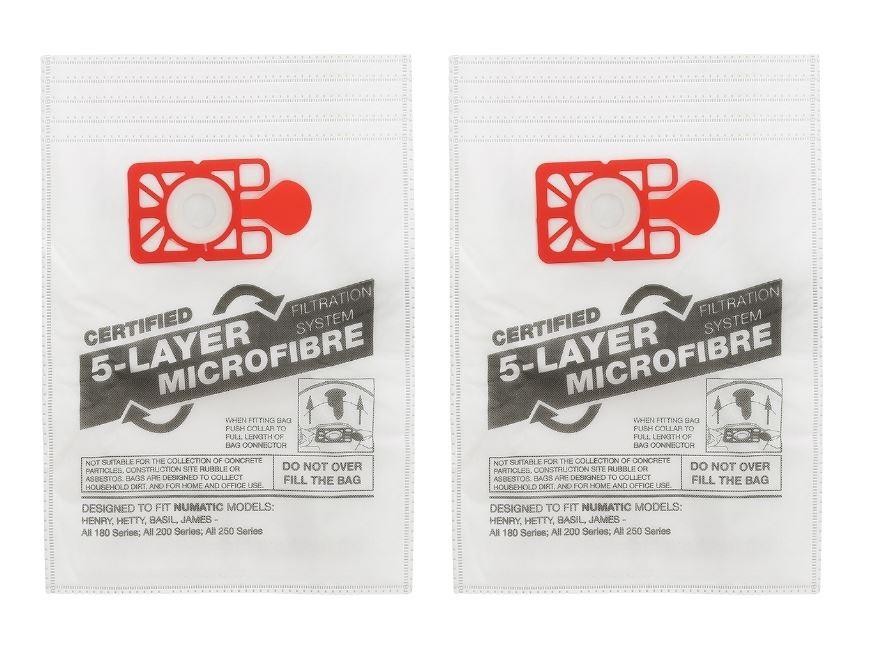 CERTIFIED
5-LAYER
MICROFIBRE
FILTRATION
SYSTEM
WHEN FITTING BAG
PUSH COLLAR TO
FULL LENGTH OF
BAG CONNECTOR
NOT SUITABLE FOR THE COLLECTION OF CONCRETE
PARTICLES, CONSTRUCTION SITE RUBBLE OR
ASBESTOS. BAGS ARE DESIGNED TO COLLECT
HOUSEHOLD DIRT, AND FOR HOME AND OFFICE USE.
DO NOT OVER
FILL THE BAG
DESIGNED TO FIT NUMATIC MODELS:
HENRY, HETTY, BASIL, JAMES -
All 180 Series; All 200 Series; All 250 Series
CERTIFIED
5-LAYER
MICROFIBRE
FILTRATION
SYSTEM
WHEN FITTING BAG
PUSH COLLAR TO
FULL LENGTH OF
BAG CONNECTOR
NOT SUITABLE FOR THE COLLECTION OF CONCRETE
PARTICLES, CONSTRUCTION SITE RUBBLE OR
ASBESTOS. BAGS ARE DESIGNED TO COLLECT
HOUSEHOLD DIRT, AND FOR HOME AND OFFICE USE.
DO NOT OVER
FILL THE BAG
DESIGNED TO FIT NUMATIC MODELS:
HENRY, HETTY, BASIL, JAMES -
All 180 Series; All 200 Series; All 250 Series